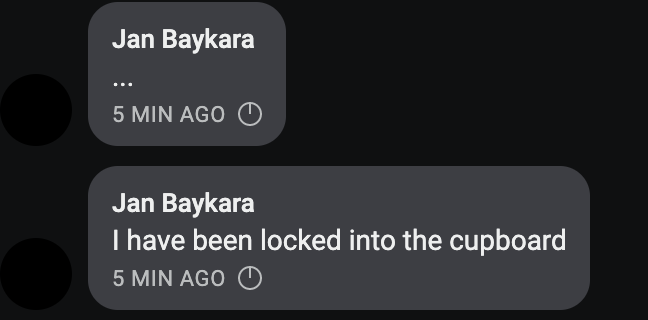 Jan Baykara
...
5 MIN AGO
Jan Baykara
I have been locked into the cupboard
5 MIN AGO